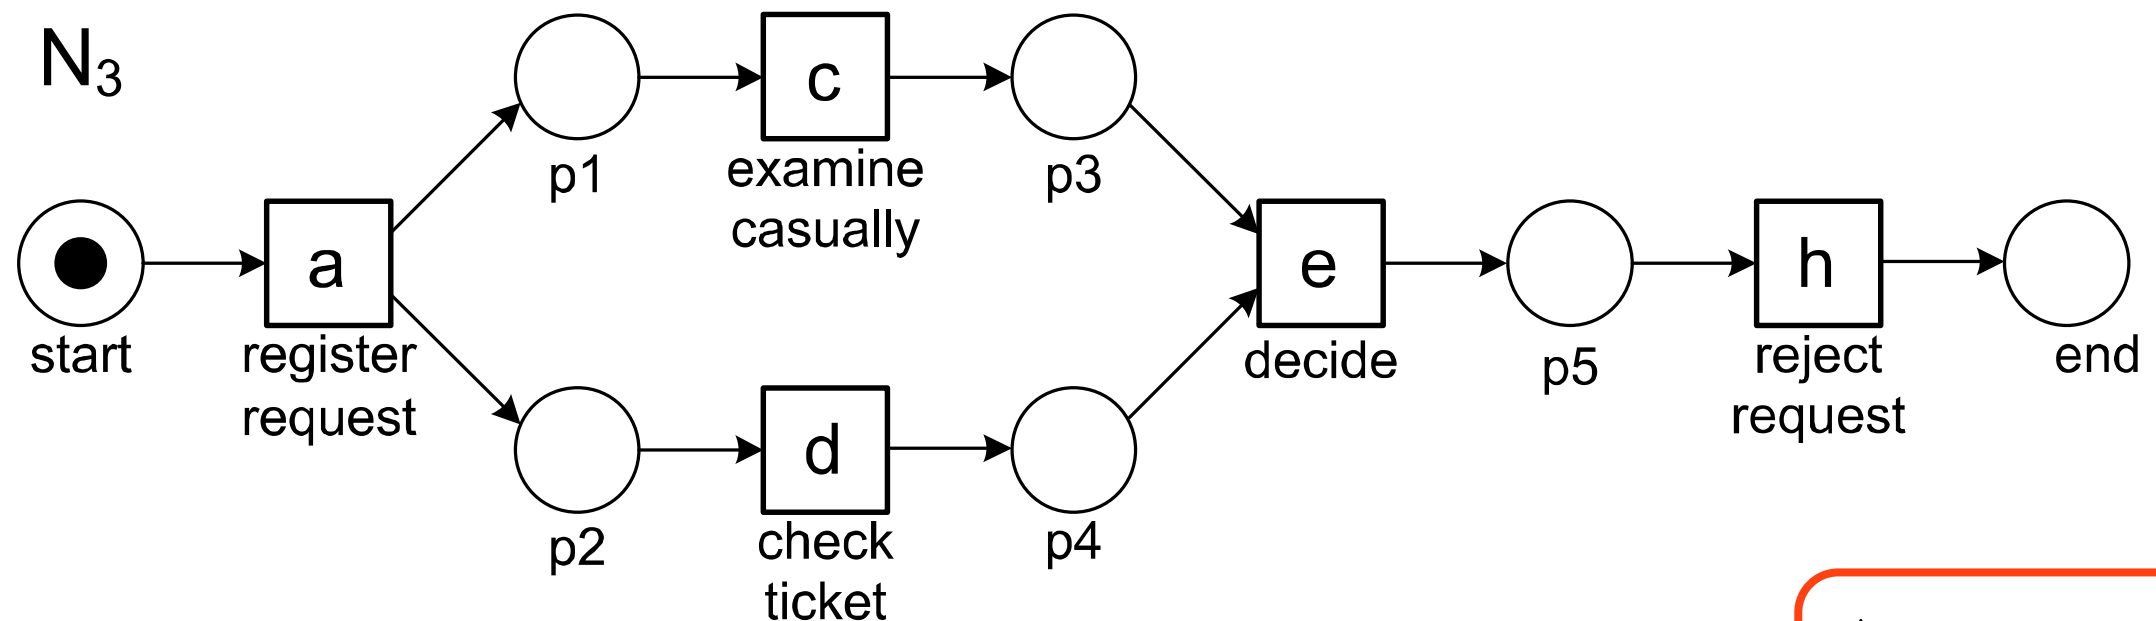 N3
p1
c
examine
casually
p3
start
a
register
request
e
decide
p5
h
reject
request
end
p2
d
check
ticket
p4